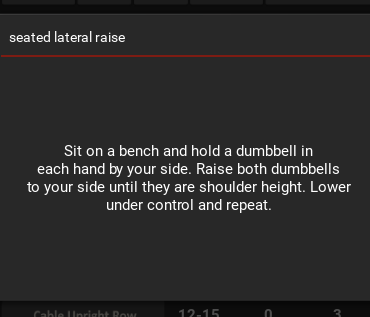 seated lateral raise
Sit on a bench and hold a dumbbell in
each hand by your side. Raise both dumbbells
to your side until they are shoulder height. Lower
under control and repeat.
Cable Upright Row 12-15 0 3